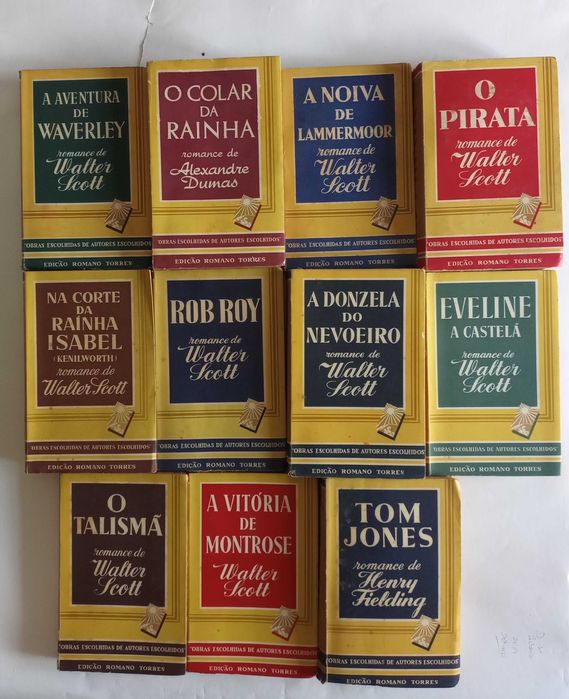 A AVENTURA
DE
WAVERLEY
romance de
Walter
Scott
"OBRAS ESCOLHIDAS DE AUTORES ESCOLHIDOS"
EDIÇÃO ROMANO TORRES
O COLAR
DA
RAINHA
romance de
Alexandre
Dumas
"OBRAS ESCOLHIDAS DE AUTORES ESCOLHIDOS"
EDIÇÃO ROMANO TORRES
A NOIVA
DE
LAMMERMOOR
romance de
Walter
Scott
"OBRAS ESCOLHIDAS DE AUTORES ESCOLHIDOS"
EDIÇÃO ROMANO TORRES
O
PIRATA
romance de
Walter
Scott
"OBRAS ESCOLHIDAS DE AUTORES ESCOLHIDOS"
EDIÇÃO ROMANO TORRES
NA CORTE
DA
RAÍNHA
ISABEL
(KENILWORTH)
romance de
Walter Scott
"OBRAS ESCOLHIDAS DE AUTORES ESCOLHIDOS"
EDIÇÃO ROMANO TORRES
ROB ROY
romance de
Walter
Scott
"OBRAS ESCOLHIDAS DE AUTORES ESCOLHIDOS"
EDIÇÃO ROMANO TORRES
A DONZELA
DO
NEVOEIRO
romance de
Walter
Scott
"OBRAS ESCOLHIDAS DE AUTORES ESCOLHIDOS"
EDIÇÃO ROMANO TORRES
EVELINE
A CASTELÃ
romance de
Walter
Scott
"OBRAS ESCOLHIDAS DE AUTORES ESCOLHIDOS"
EDIÇÃO ROMANO TORRES
O
TALISMÃ
romance de
Walter
Scott
"OBRAS ESCOLHIDAS DE AUTORES ESCOLHIDOS"
EDIÇÃO ROMANO TORRES
A VITÓRIA
DE
MONTROSE
Walter
Scott
"OBRAS ESCOLHIDAS DE AUTORES ESCOLHIDOS"
EDIÇÃO ROMANO TORRES
TOM
JONES
romance de
Henry
Fielding
"OBRAS ESCOLHIDAS DE AUTORES ESCOLHIDOS"
EDIÇÃO ROMANO TORRES